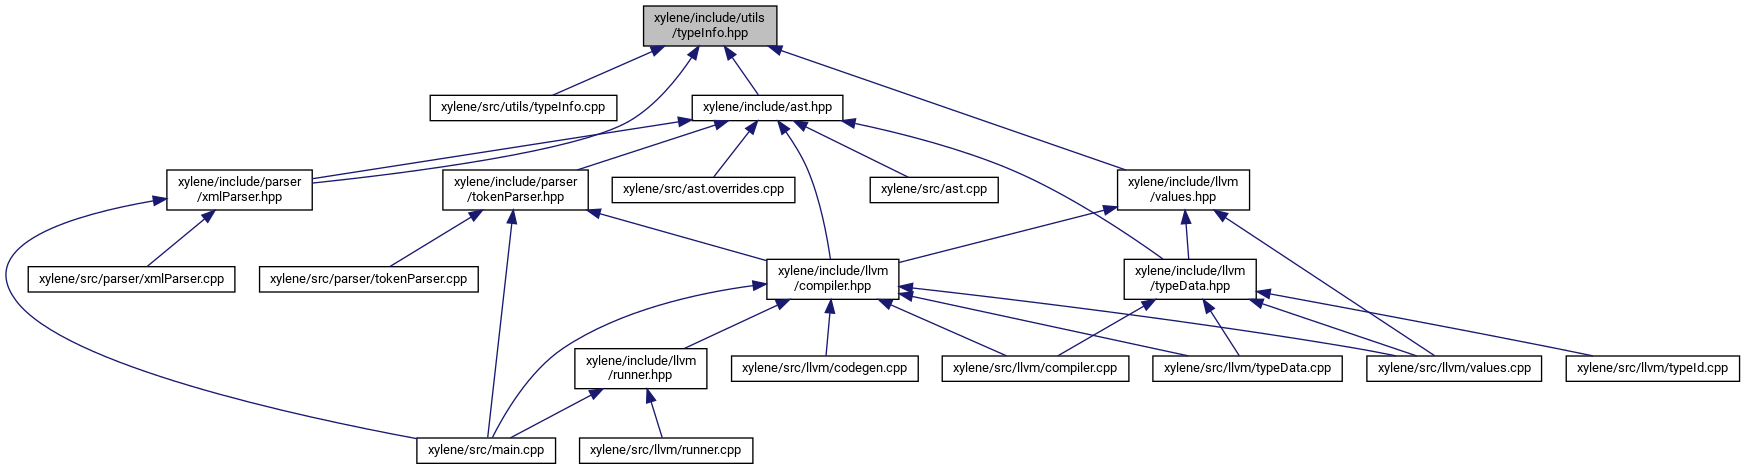 xylene/include/utils
/typeInfo.hpp
xylene/src/utils/typeInfo.cpp
xylene/include/ast.hpp
xylene/include/parser
/xmlParser.hpp
xylene/include/parser
/tokenParser.hpp
xylene/src/ast.overrides.cpp
xylene/src/ast.cpp
xylene/include/llvm
/values.hpp
xylene/src/parser/xmlParser.cpp
xylene/src/parser/tokenParser.cpp
xylene/include/llvm
/compiler.hpp
xylene/include/llvm
/typeData.hpp
xylene/include/llvm
/runner.hpp
xylene/src/llvm/codegen.cpp
xylene/src/llvm/compiler.cpp
xylene/src/llvm/typeData.cpp
xylene/src/llvm/values.cpp
xylene/src/llvm/typeId.cpp
xylene/src/main.cpp
xylene/src/llvm/runner.cpp